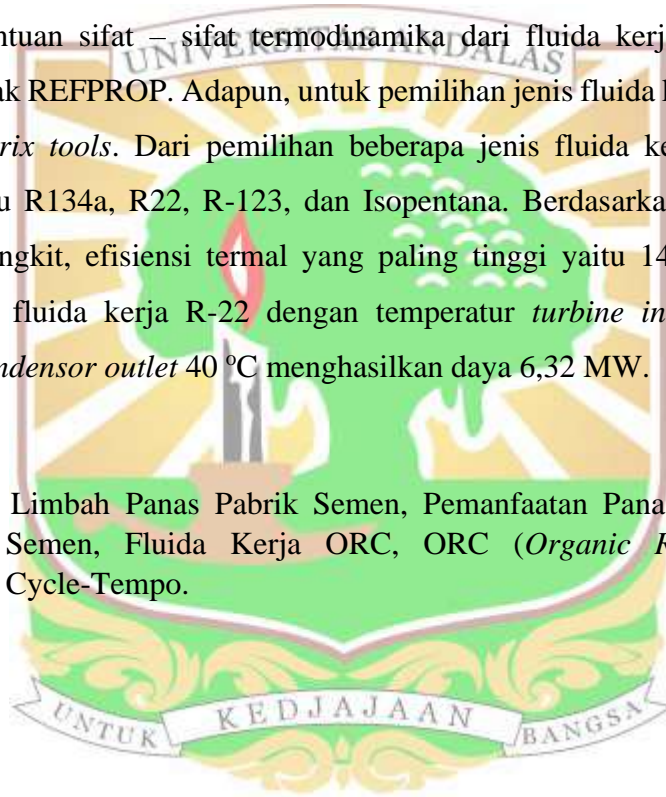 ntuan sifat – sifat termodinamika dari fluida kerj
UNIVERSITAS ANDALAS
ak REFPROP. Adapun, untuk pemilihan jenis fluida
rix tools. Dari pemilihan beberapa jenis fluida ke
u R134a, R22, R-123, dan Isopentana. Berdasarka
ngkit, efisiensi termal yang paling tinggi yaitu 14
fluida kerja R-22 dengan temperatur turbine in
ndensor outlet 40 °C menghasilkan daya 6,32 MW.
Limbah Panas Pabrik Semen, Pemanfaatan Pana
Semen, Fluida Kerja ORC, ORC (Organic R
Cycle-Tempo.
UNTUK KEDJAJAAN BANGSA